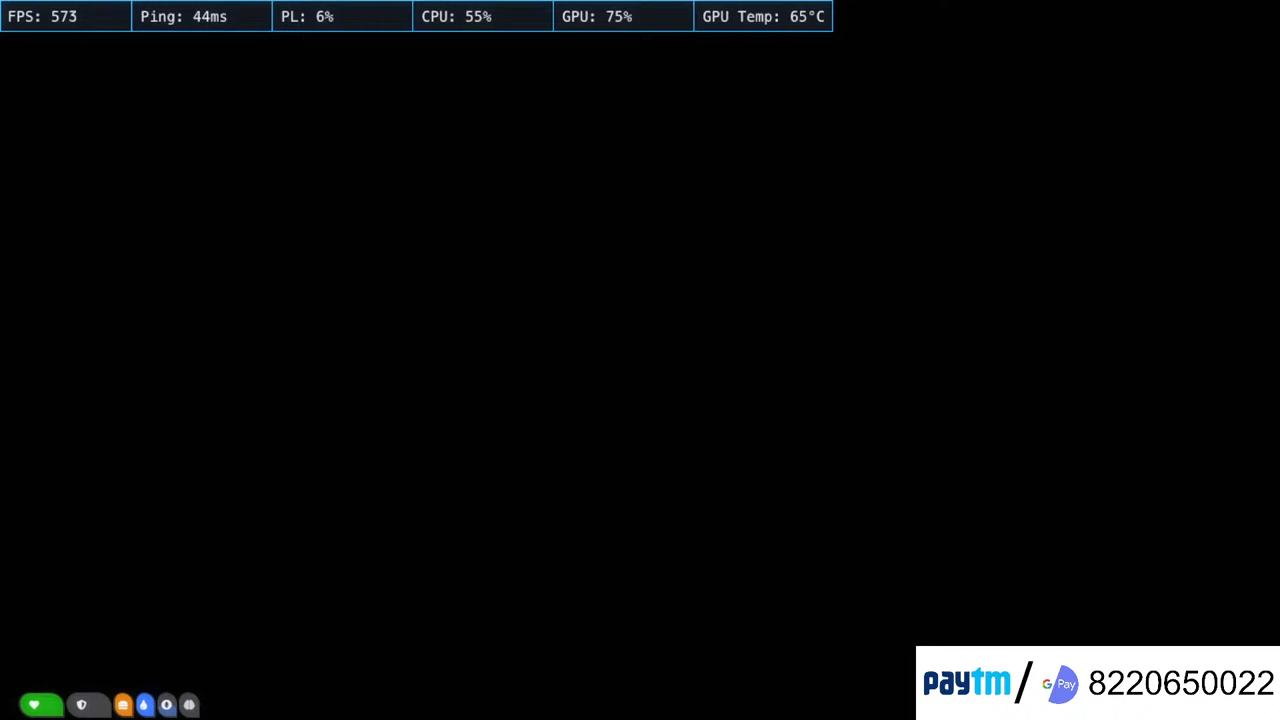 FPS: 573 Ping: 44ms PL: 6% CPU: 55% GPU: 75% GPU Temp: 65°C
paytm / G Pay 8220650022